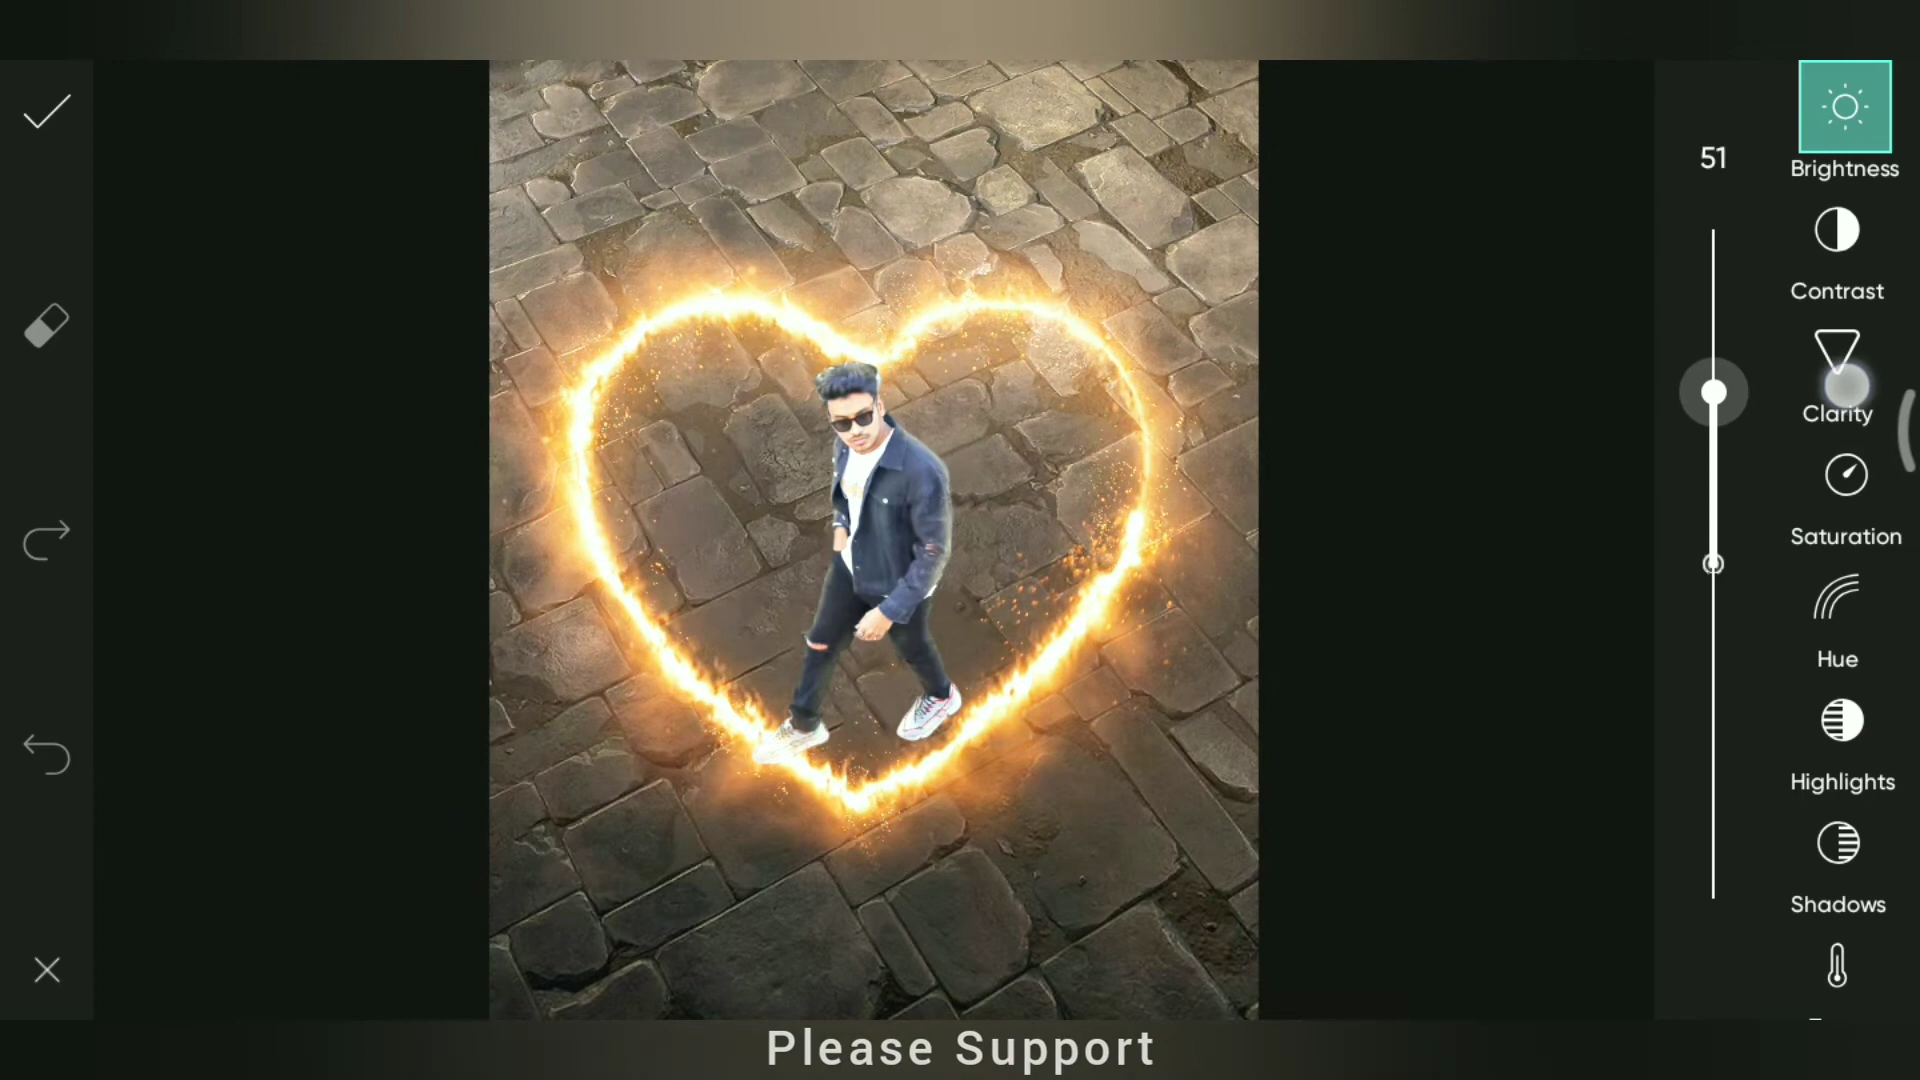 51
Brightness
Contrast
Clarity
Saturation
Hue
Highlights
Shadows
Please Support